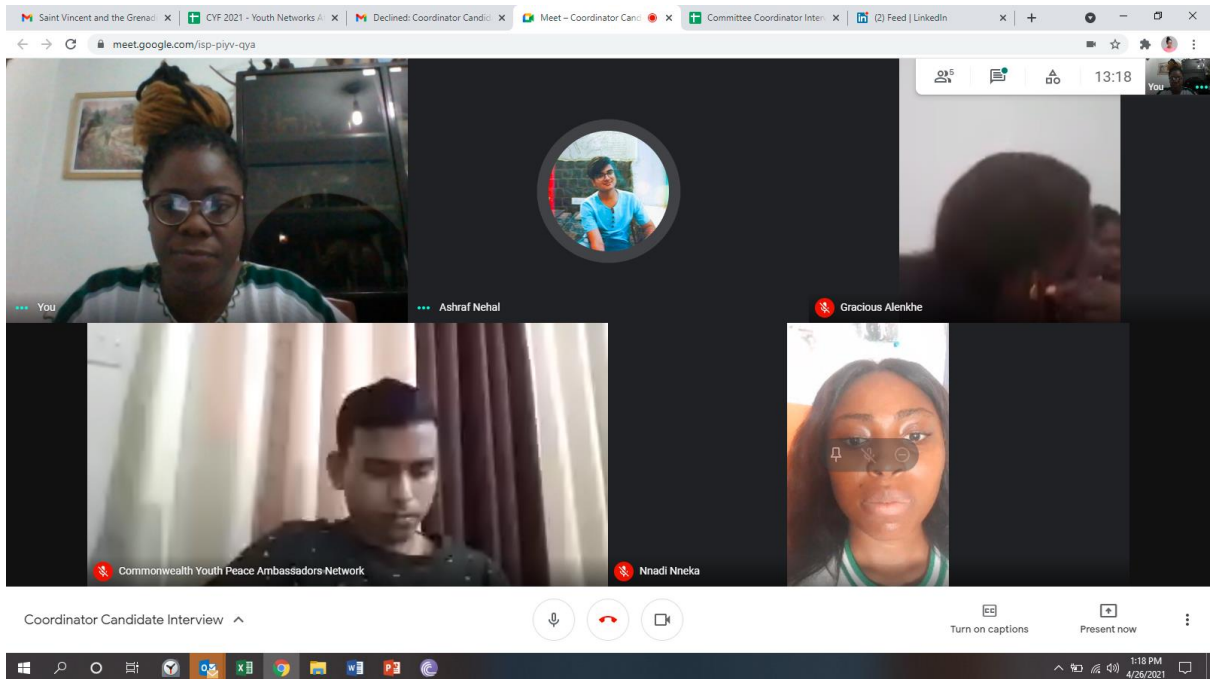 Saint Vincent and the Grenad
CYF 2021 - Youth Networks A
Declined: Coordinator Candid
Meet – Coordinator Cand
Committee Coordinator Inter
(2) Feed | LinkedIn
meet.google.com/isp-piyv-qya
5
13:18
You
You
Ashraf Nehal
Gracious Alenkhe
Commonwealth Youth Peace Ambassadors Network
Nnadi Nneka
Coordinator Candidate Interview
Turn on captions
Present now
1:18 PM
4/26/2021